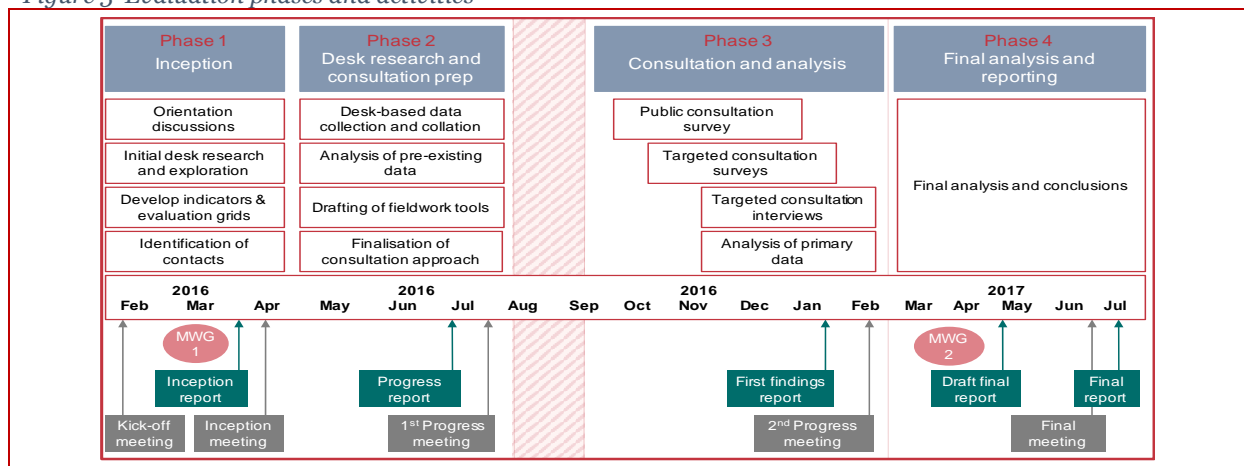 Figure 3 Evaluation phases and activities
Phase 1
Inception
Phase 2
Desk research and
consultation prep
Phase 3
Consultation and analysis
Phase 4
Final analysis and
reporting
Orientation
discussions
Initial desk research
and exploration
Develop indicators &
evaluation grids
Identification of
contacts
Desk-based data
collection and collation
Analysis of pre-existing
data
Drafting of fieldwork tools
Finalisation of
consultation approach
Public consultation
survey
Targeted consultation
surveys
Targeted consultation
interviews
Analysis of primary
data
Final analysis and conclusions
2016 2016 2016 2017
Feb Mar Apr May Jun Jul Aug Sep Oct Nov Dec Jan Feb Mar Apr May Jun Jul
MWG
1
MWG
2
Inception
report
Progress
report
First findings
report
Draft final
report
Final
report
Kick-off
meeting
Inception
meeting
1st Progress
meeting
2nd Progress
meeting
Final
meeting